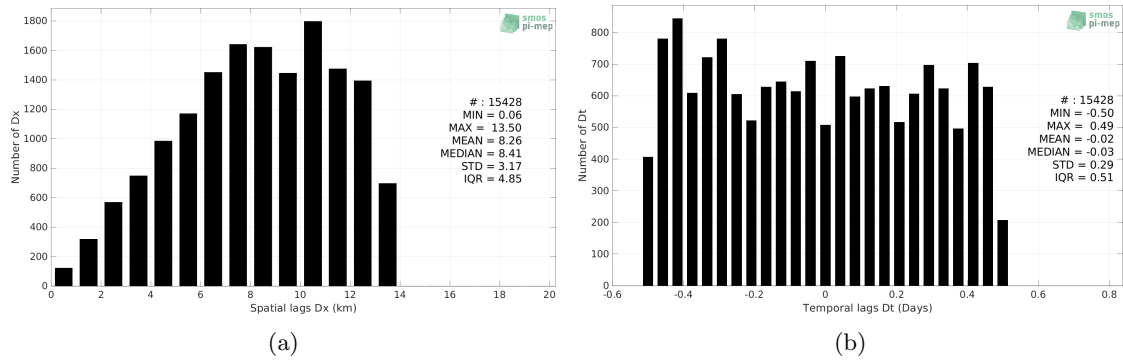 1800
1600
1400
1200
1000
800
600
400
200
0
Number of Dx
0 2 4 6 8 10 12 14 16 18 20
Spatial lags Dx (km)
smos
pi-mep
# : 15428
MIN = 0.06
MAX = 13.50
MEAN = 8.26
MEDIAN = 8.41
STD = 3.17
IQR = 4.85
(a)
800
700
600
500
400
300
200
100
0
Number of Dt
-0.6 -0.4 -0.2 0 0.2 0.4 0.6 0.8
Temporal lags Dt (Days)
smos
pi-mep
# : 15428
MIN = -0.50
MAX = 0.49
MEAN = -0.02
MEDIAN = -0.03
STD = 0.29
IQR = 0.51
(b)